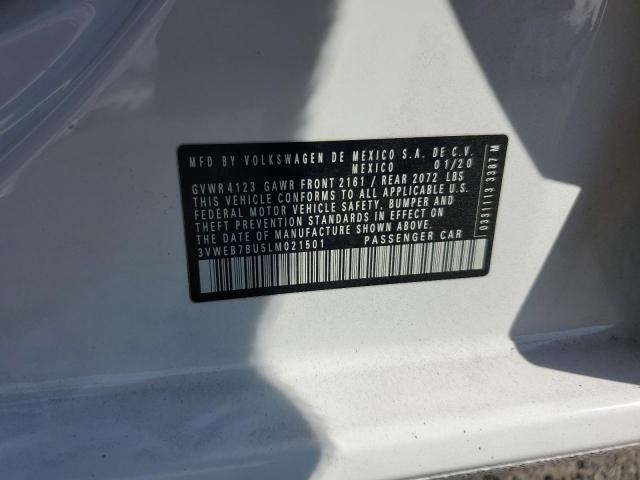 MFD BY VOLKSWAGEN DE MEXICO S.A. DE C.V.
MEXICO 01/20
GVWR 4123 GAWR FRONT 2161 / REAR 2072 LBS
THIS VEHICLE CONFORMS TO ALL APPLICABLE U.S.
FEDERAL MOTOR VEHICLE SAFETY, BUMPER AND
THEFT PREVENTION STANDARDS IN EFFECT ON
THE DATE OF MANUFACTURE SHOWN ABOVE.
3VWEB7BU5LM021501 PASSENGER CAR
0331113 3387 M